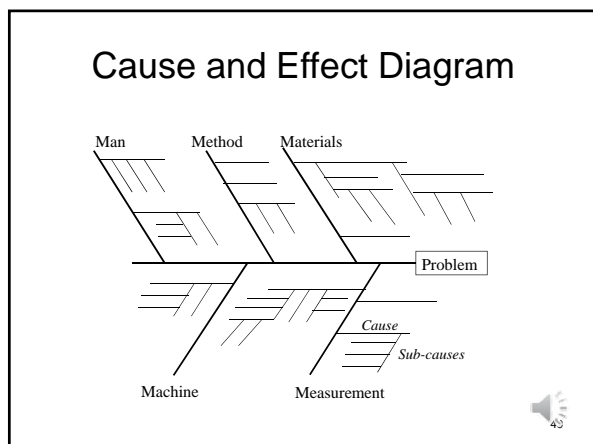 Cause and Effect Diagram
Man Method Materials
Problem
Cause
Sub-causes
Machine Measurement